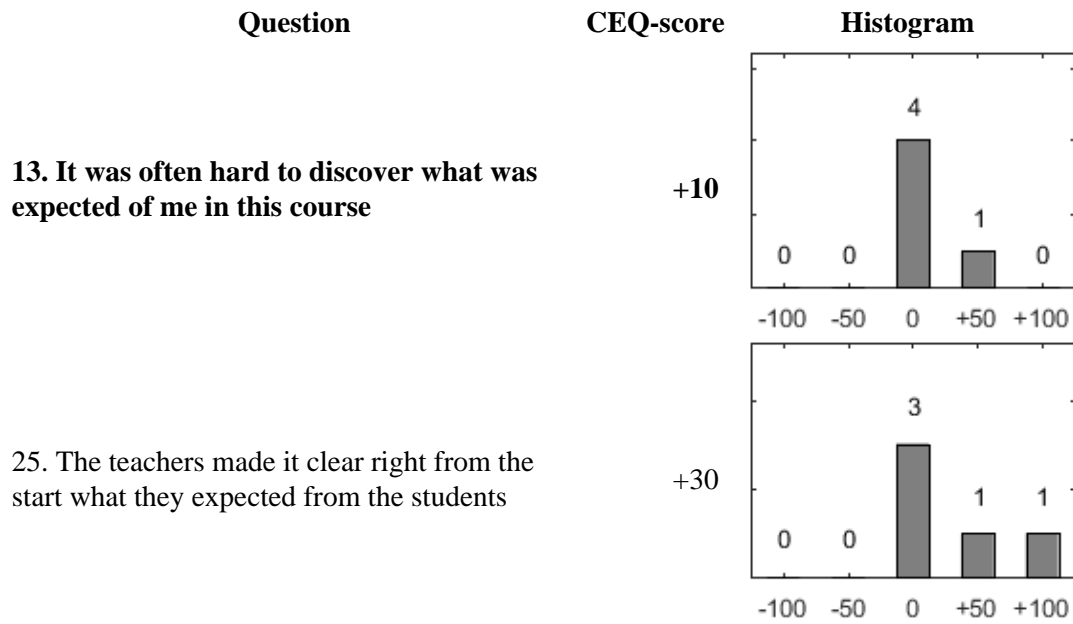 Question CEQ-score Histogram
4
13. It was often hard to discover what was
expected of me in this course
+10
1
0 0 0
-100 -50 0 +50 +100
3
25. The teachers made it clear right from the
start what they expected from the students
+30
1 1
0 0
-100 -50 0 +50 +100